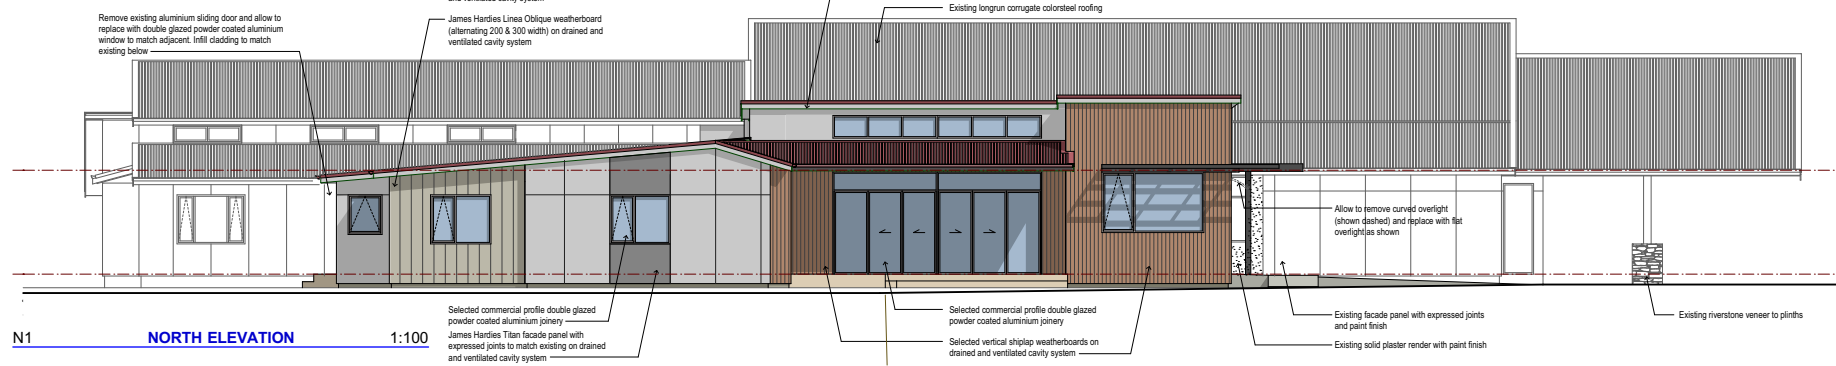 and ventilated cavity system
Remove existing aluminium sliding door and allow to
replace with double glazed powder coated aluminium
window to match adjacent. Infill cladding to match
existing below
James Hardies Linea Oblique weatherboard
(alternating 200 & 300 width) on drained and
ventilated cavity system
Existing longrun corrugate colorsteel roofing
Allow to remove curved overlight
(shown dashed) and replace with flat
overlight as shown
Selected commercial profile double glazed
powder coated aluminium joinery
James Hardies Titan facade panel with
expressed joints to match existing on drained
and ventilated cavity system
Selected commercial profile double glazed
powder coated aluminium joinery
Selected vertical shiplap weatherboards on
drained and ventilated cavity system
Existing facade panel with expressed joints
and paint finish
Existing solid plaster render with paint finish
Existing riverstone veneer to plinths
N1 NORTH ELEVATION 1:100